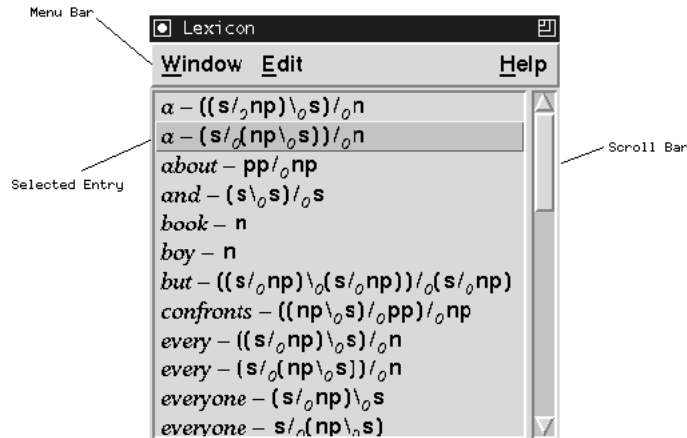 Menu Bar
Lexicon
Window Edit Help
a – ((s/₂np)\₀s)/₀n
a – (s/₀(np\₀s))/₀n
Scroll Bar
about – pp/₀np
Selected Entry
and – (s\₀s)/₀s
book – n
boy – n
but – ((s/₀np)\₀(s/₀np))/₀(s/₀np)
confronts – ((np\₀s)/₀pp)/₀np
every – ((s/₀np)\₀s)/₀n
every – (s/₀(np\₀s))/₀n
everyone – (s/₀np)\₀s
everyone – s/₀(np\₀s)